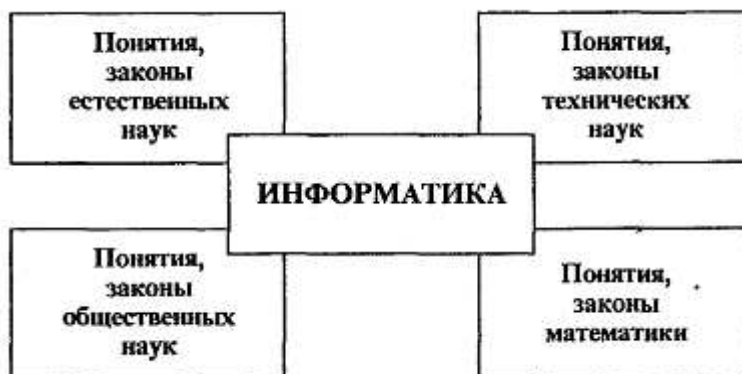 Понятия,
законы
естественных
наук
Понятия,
законы
технических
наук
ИНФОРМАТИКА
Понятия,
законы
общественных
наук
Понятия,
законы
математики